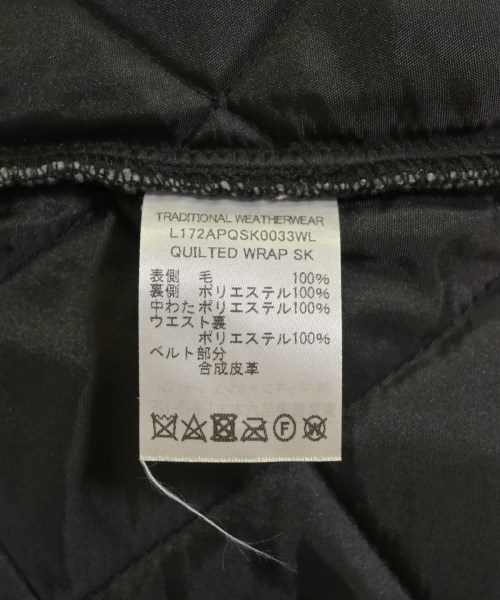 TRADITIONAL WEATHERWEAR
L172APQSK0033WL
QUILTED WRAP SK
表側 毛 100%
裏側 ポリエステル100%
中わた ポリエステル100%
ウエスト裏
ポリエステル100%
ベルト部分
合成皮革
F
W